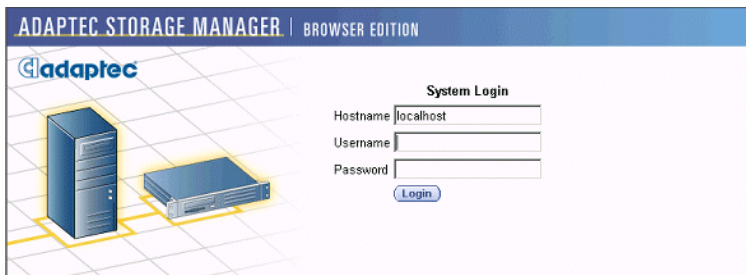 ADAPTEC STORAGE MANAGER | BROWSER EDITION
adaptec
System Login
Hostname localhost
Username
Password
Login